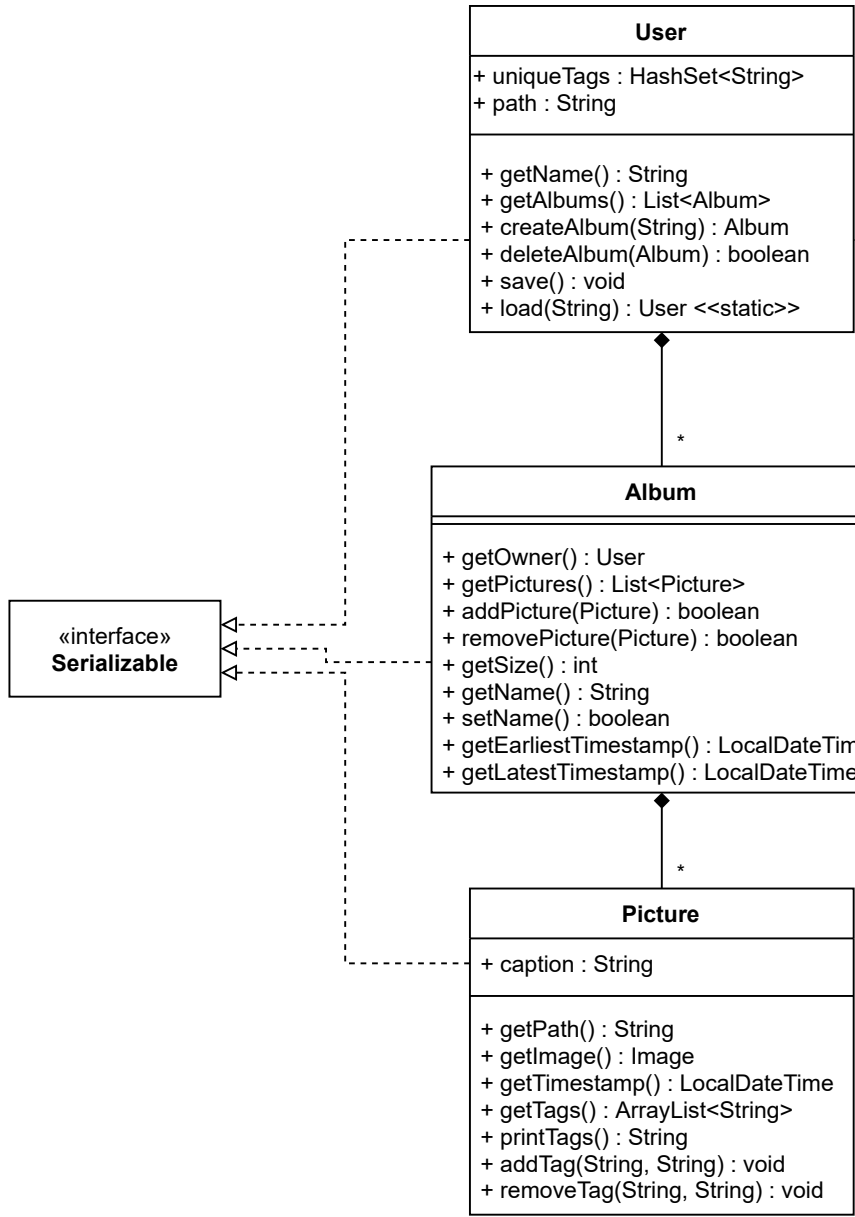 User
+ uniqueTags : HashSet<String>
+ path : String
+ getName() : String
+ getAlbums() : List<Album>
+ createAlbum(String) : Album
+ deleteAlbum(Album) : boolean
+ save() : void
+ load(String) : User <<static>>
*
Album
+ getOwner() : User
+ getPictures() : List<Picture>
+ addPicture(Picture) : boolean
+ removePicture(Picture) : boolean
+ getSize() : int
+ getName() : String
+ setName() : boolean
+ getEarliestTimestamp() : LocalDateTim
+ getLatestTimestamp() : LocalDateTime
«interface»
Serializable
*
Picture
+ caption : String
+ getPath() : String
+ getImage() : Image
+ getTimestamp() : LocalDateTime
+ getTags() : ArrayList<String>
+ printTags() : String
+ addTag(String, String) : void
+ removeTag(String, String) : void